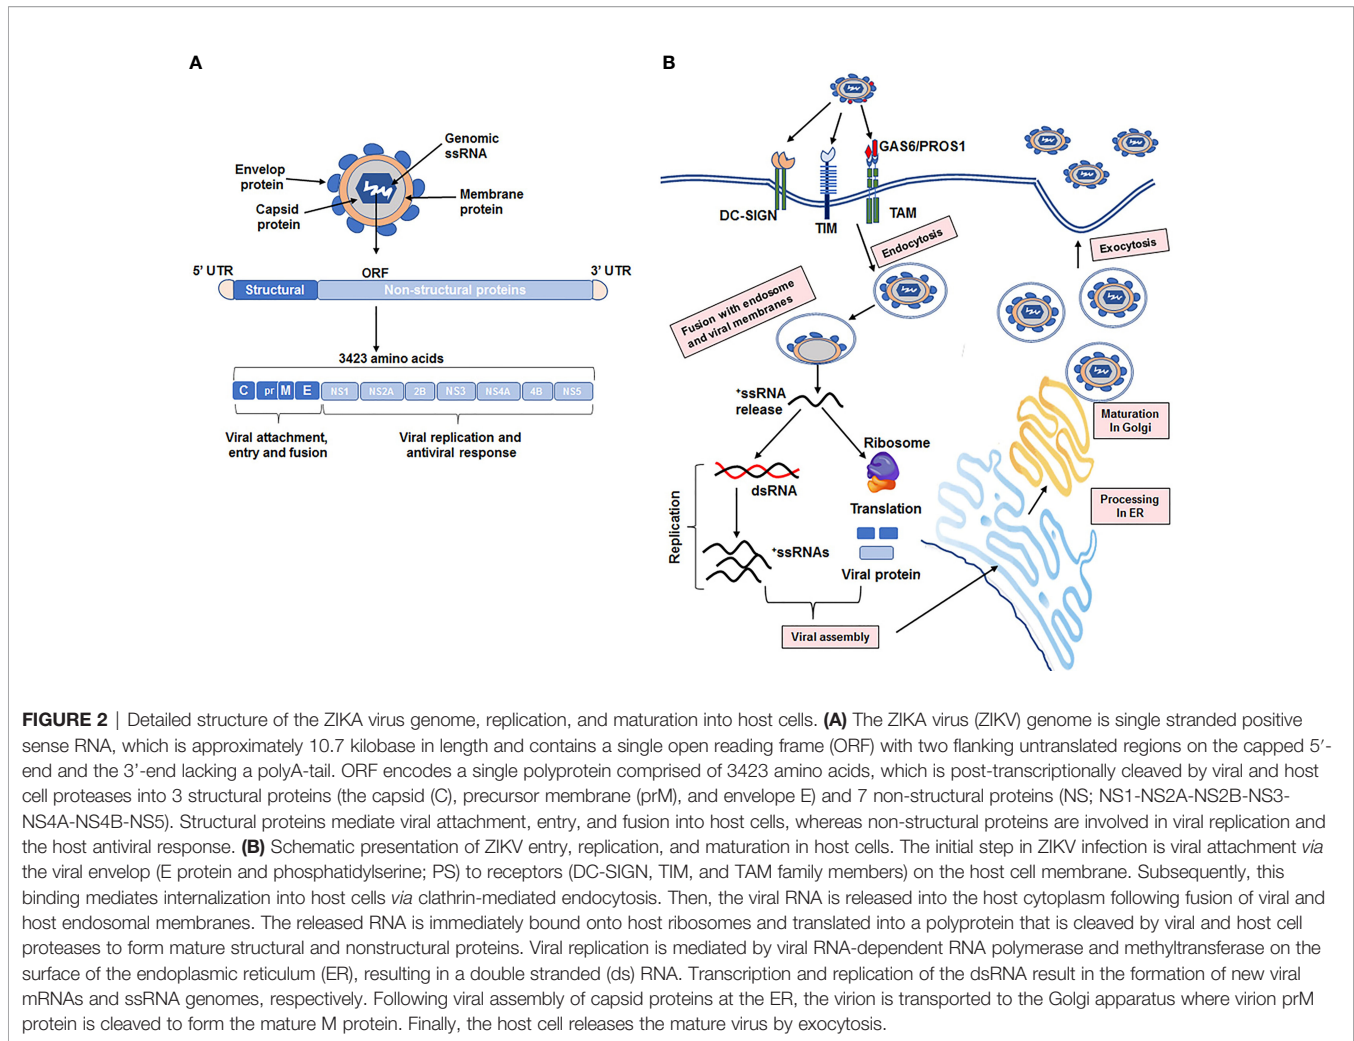 A
Genomic
ssRNA
Envelop
protein
Capsid
protein
Membrane
protein
5' UTR
ORF
3' UTR
Structural
Non-structural proteins
3423 amino acids
C
pr
M
E
NS1
NS2A
2B
NS3
NS4A
4B
NS5
Viral attachment,
entry and fusion
Viral replication and
antiviral response
B
GAS6/PROS1
DC-SIGN
TIM
TAM
Endocytosis
Exocytosis
Fusion with endosome
and viral membranes
+ssRNA
release
Ribosome
dsRNA
Translation
Replication
+ssRNAs
Viral protein
Viral assembly
Maturation
In Golgi
Processing
In ER
FIGURE 2 | Detailed structure of the ZIKA virus genome, replication, and maturation into host cells. (A) The ZIKA virus (ZIKV) genome is single stranded positive
sense RNA, which is approximately 10.7 kilobase in length and contains a single open reading frame (ORF) with two flanking untranslated regions on the capped 5′-
end and the 3'-end lacking a polyA-tail. ORF encodes a single polyprotein comprised of 3423 amino acids, which is post-transcriptionally cleaved by viral and host
cell proteases into 3 structural proteins (the capsid (C), precursor membrane (prM), and envelope E) and 7 non-structural proteins (NS; NS1-NS2A-NS2B-NS3-
NS4A-NS4B-NS5). Structural proteins mediate viral attachment, entry, and fusion into host cells, whereas non-structural proteins are involved in viral replication and
the host antiviral response. (B) Schematic presentation of ZIKV entry, replication, and maturation in host cells. The initial step in ZIKV infection is viral attachment via
the viral envelop (E protein and phosphatidylserine; PS) to receptors (DC-SIGN, TIM, and TAM family members) on the host cell membrane. Subsequently, this
binding mediates internalization into host cells via clathrin-mediated endocytosis. Then, the viral RNA is released into the host cytoplasm following fusion of viral and
host endosomal membranes. The released RNA is immediately bound onto host ribosomes and translated into a polyprotein that is cleaved by viral and host cell
proteases to form mature structural and nonstructural proteins. Viral replication is mediated by viral RNA-dependent RNA polymerase and methyltransferase on the
surface of the endoplasmic reticulum (ER), resulting in a double stranded (ds) RNA. Transcription and replication of the dsRNA result in the formation of new viral
mRNAs and ssRNA genomes, respectively. Following viral assembly of capsid proteins at the ER, the virion is transported to the Golgi apparatus where virion prM
protein is cleaved to form the mature M protein. Finally, the host cell releases the mature virus by exocytosis.